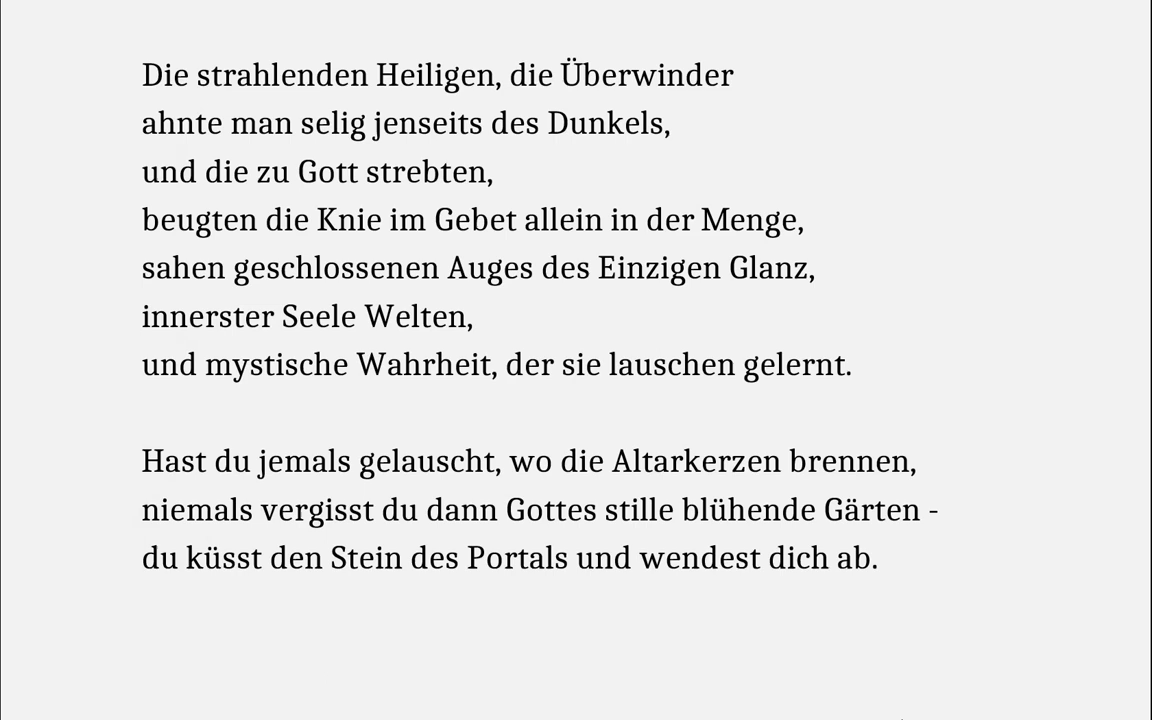 Die strahlenden Heiligen, die Überwinder
ahnte man selig jenseits des Dunkels,
und die zu Gott strebten,
beugten die Knie im Gebet allein in der Menge,
sahen geschlossenen Auges des Einzigen Glanz,
innerster Seele Welten,
und mystische Wahrheit, der sie lauschen gelernt.
Hast du jemals gelauscht, wo die Altarkerzen brennen,
niemals vergisst du dann Gottes stille blühende Gärten -
du küsst den Stein des Portals und wendest dich ab.